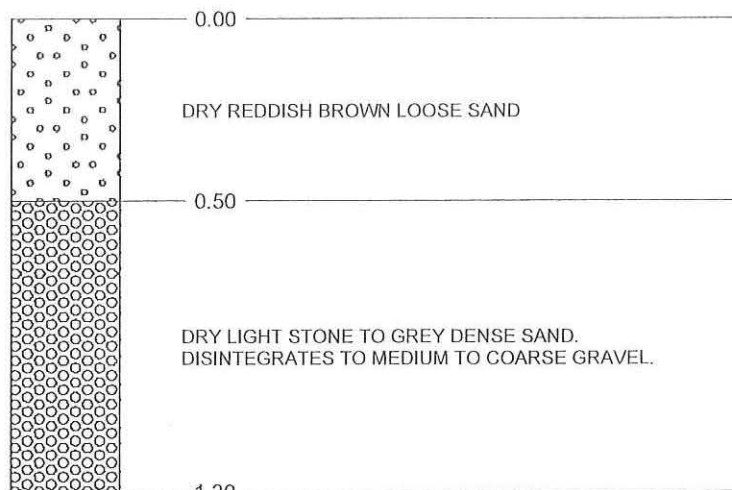 0.00
DRY REDDISH BROWN LOOSE SAND
0.50
DRY LIGHT STONE TO GREY DENSE SAND.
DISINTEGRATES TO MEDIUM TO COARSE GRAVEL.